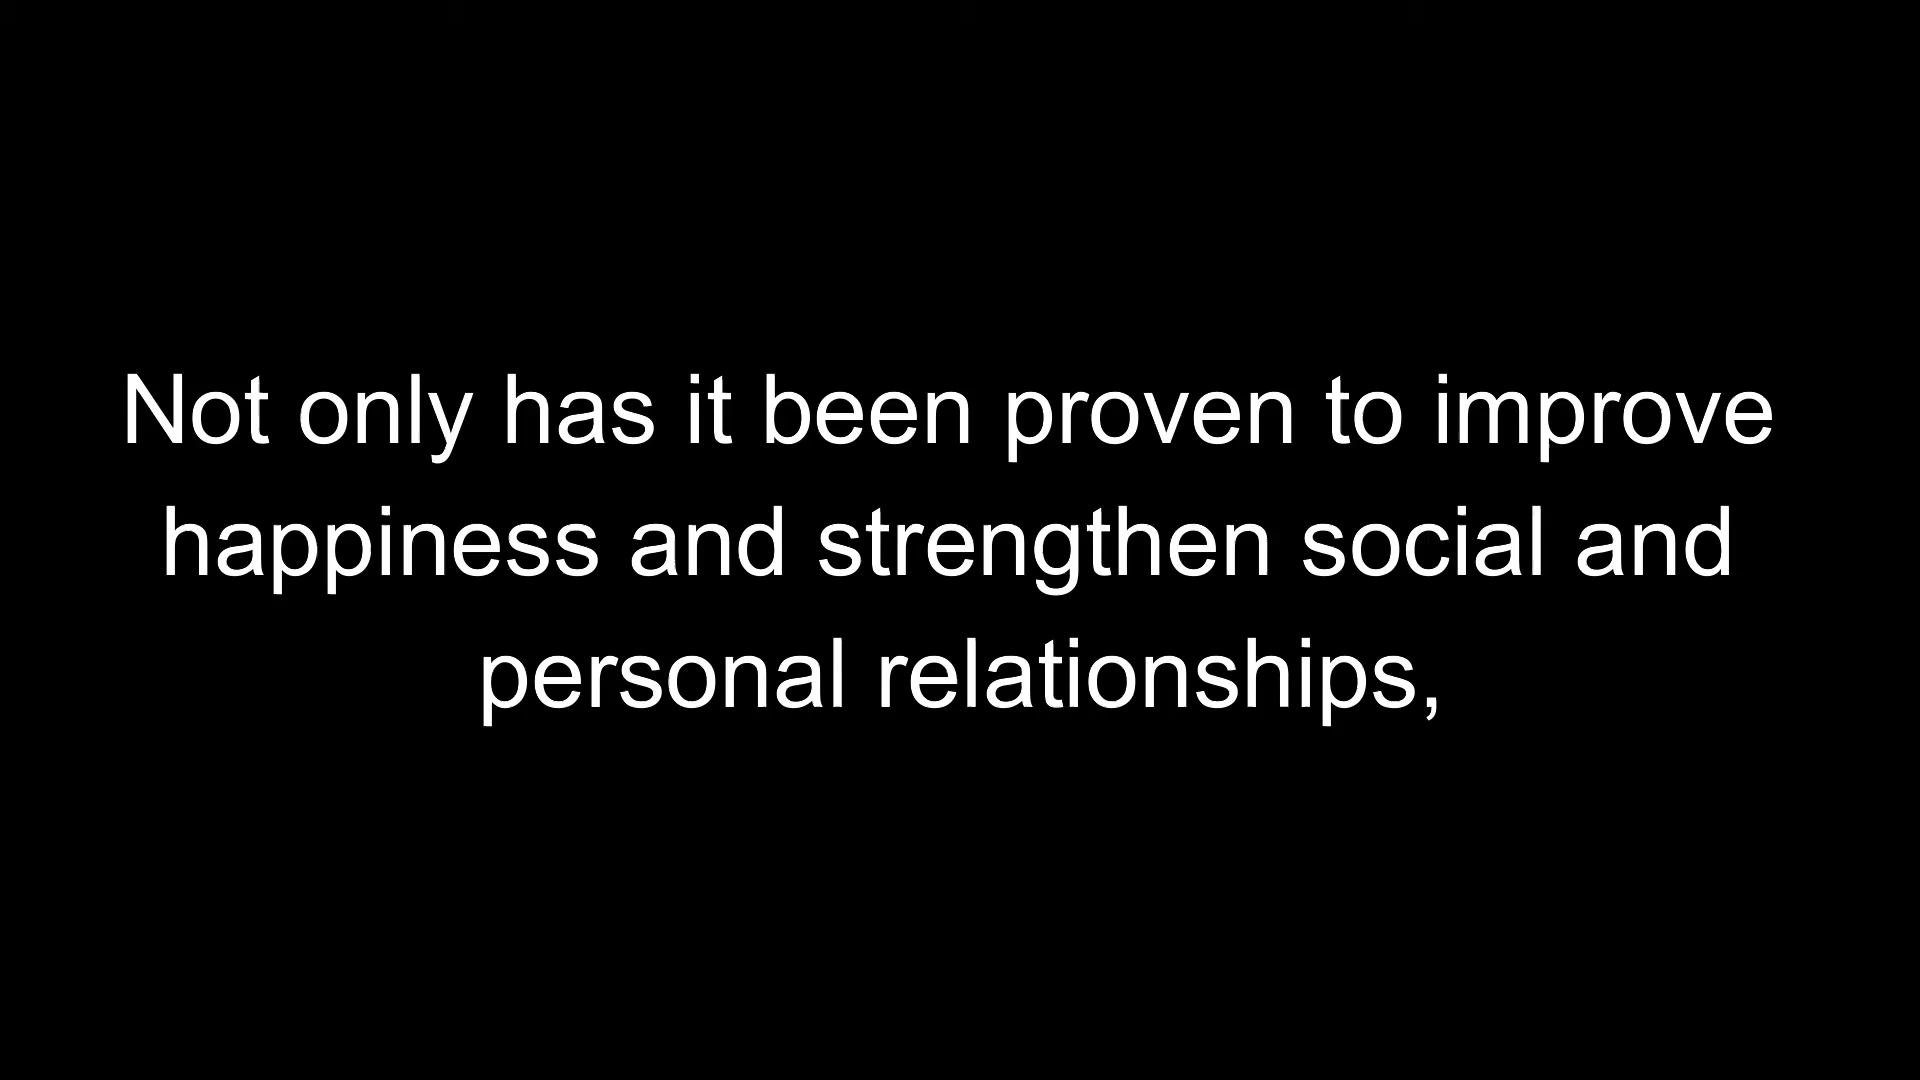 Not only has it been proven to improve
happiness and strengthen social and
personal relationships,